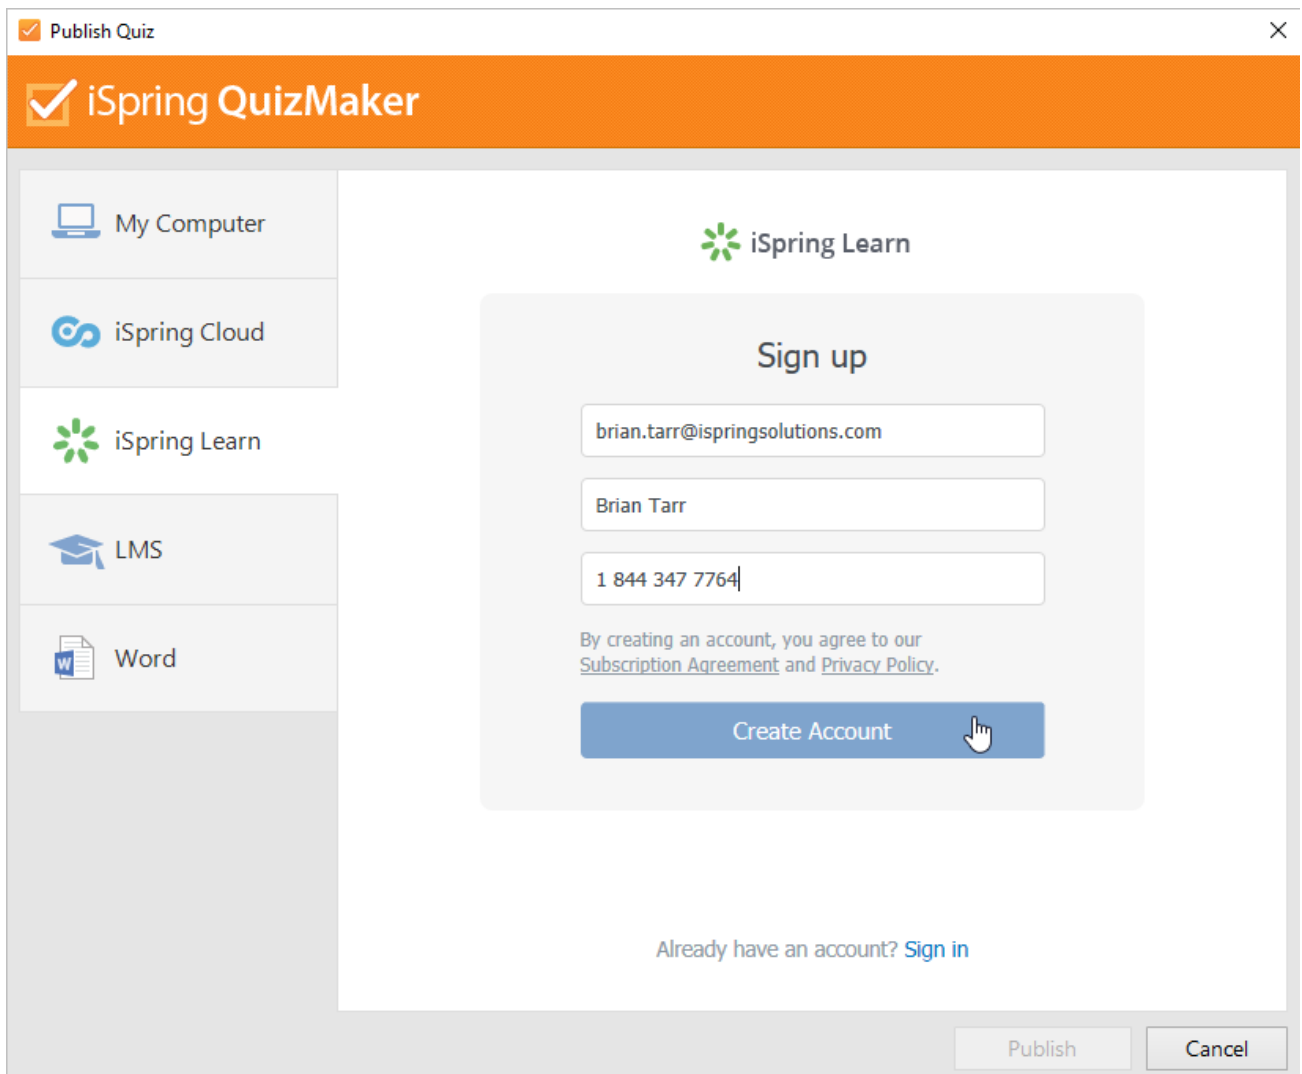 Publish Quiz
iSpring QuizMaker
My Computer
iSpring Cloud
iSpring Learn
LMS
W
Word
iSpring Learn
Sign up
brian.tarr@ispringsolutions.com
Brian Tarr
1 844 347 7764
By creating an account, you agree to our
Subscription Agreement and Privacy Policy.
Create Account
Already have an account? Sign in
Publish
Cancel